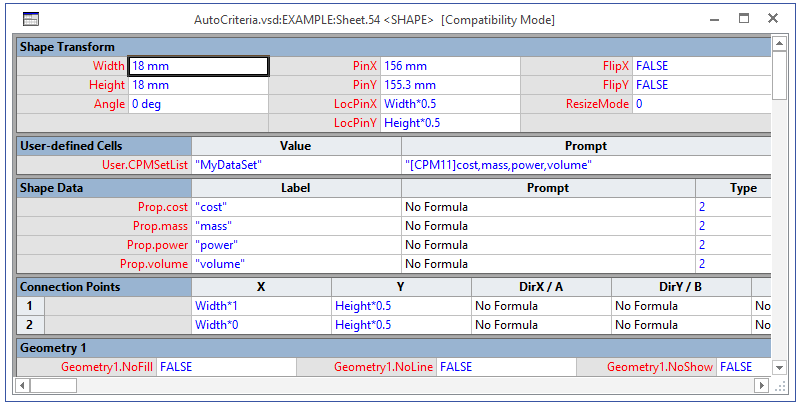 AutoCriteria.vsd:EXAMPLE:Sheet.54 <SHAPE> [Compatibility Mode]
Shape Transform
Width 18 mm PinX 156 mm FlipX FALSE
Height 18 mm PinY 155.3 mm FlipY FALSE
Angle 0 deg LocPinX Width*0.5 ResizeMode 0
LocPinY Height*0.5
User-defined Cells Value Prompt
User.CPMSetList "MyDataSet" "[CPM11]cost,mass,power,volume"
Shape Data Label Prompt Type
Prop.cost "cost" No Formula 2
Prop.mass "mass" No Formula 2
Prop.power "power" No Formula 2
Prop.volume "volume" No Formula 2
Connection Points X Y DirX / A DirY / B
1 Width*1 Height*0.5 No Formula No Formula No
2 Width*0 Height*0.5 No Formula No Formula No
Geometry 1
Geometry1.NoFill FALSE Geometry1.NoLine FALSE Geometry1.NoShow FALSE